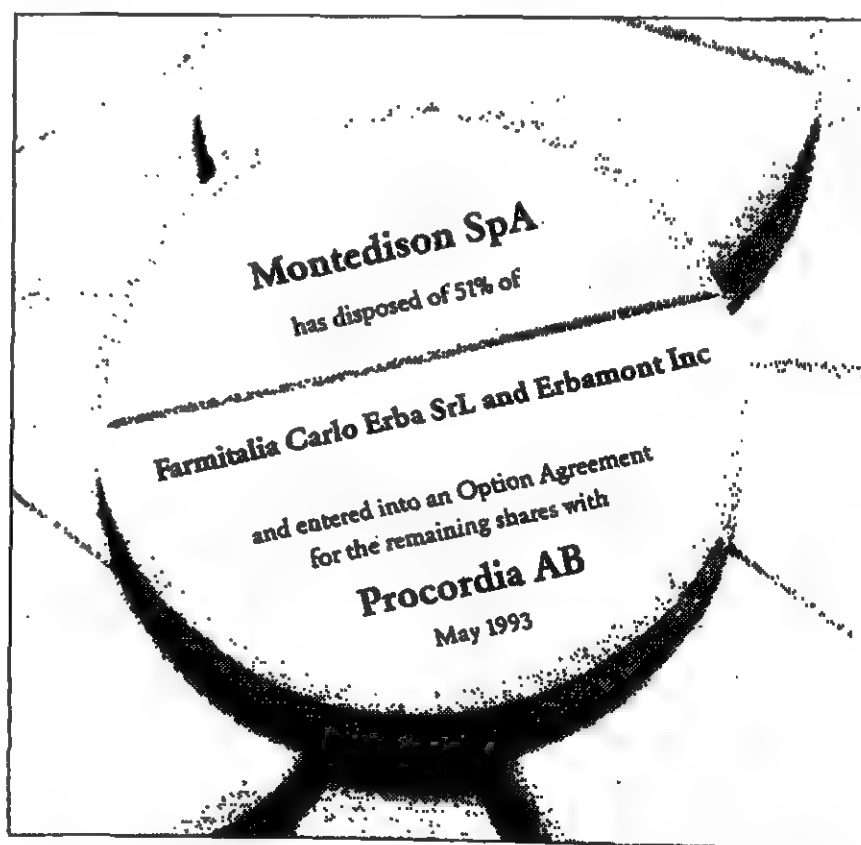 Montedison SpA
has disposed of 51% of
Farmitalia Carlo Erba SrL and Erbamont Inc
and entered into an Option Agreement
for the remaining shares with
Procordia AB
May 1993